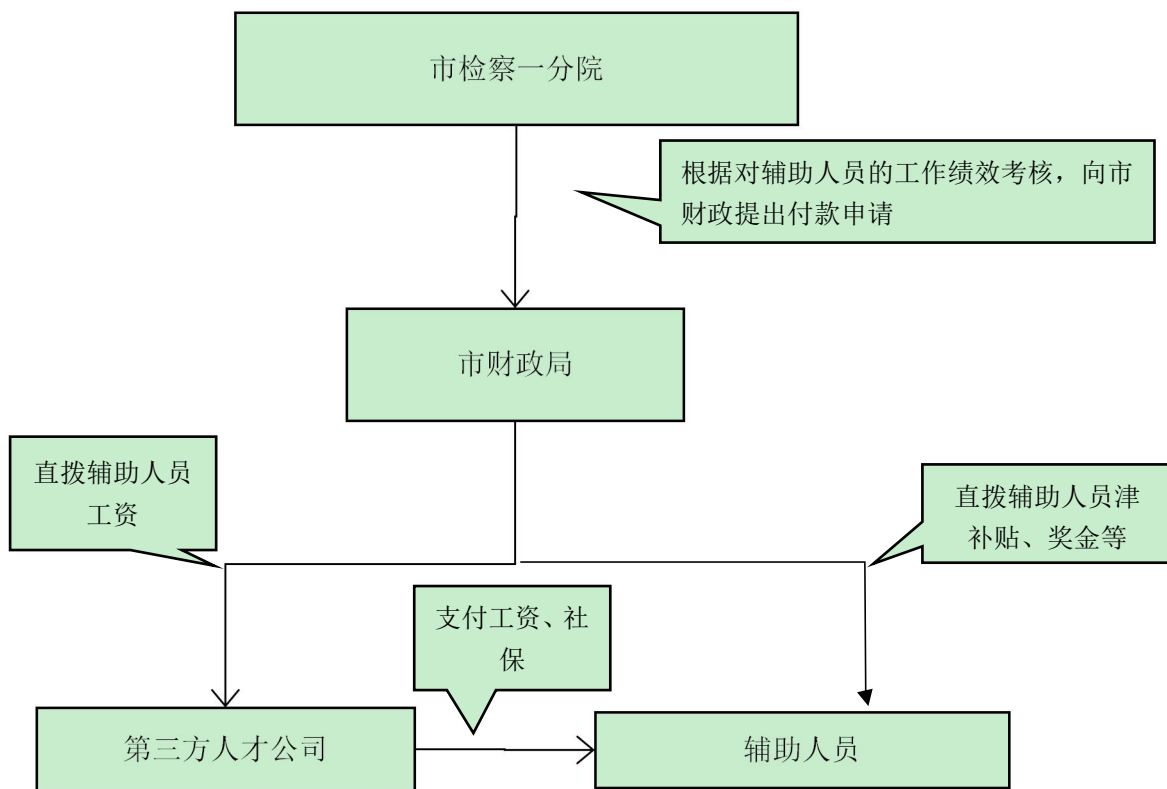 市检察一分院
根据对辅助人员的工作绩效考核，向市
财政提出付款申请
市财政局
直拨辅助人员
工资
直拨辅助人员津
补贴、奖金等
支付工资、社
保
第三方人才公司
辅助人员